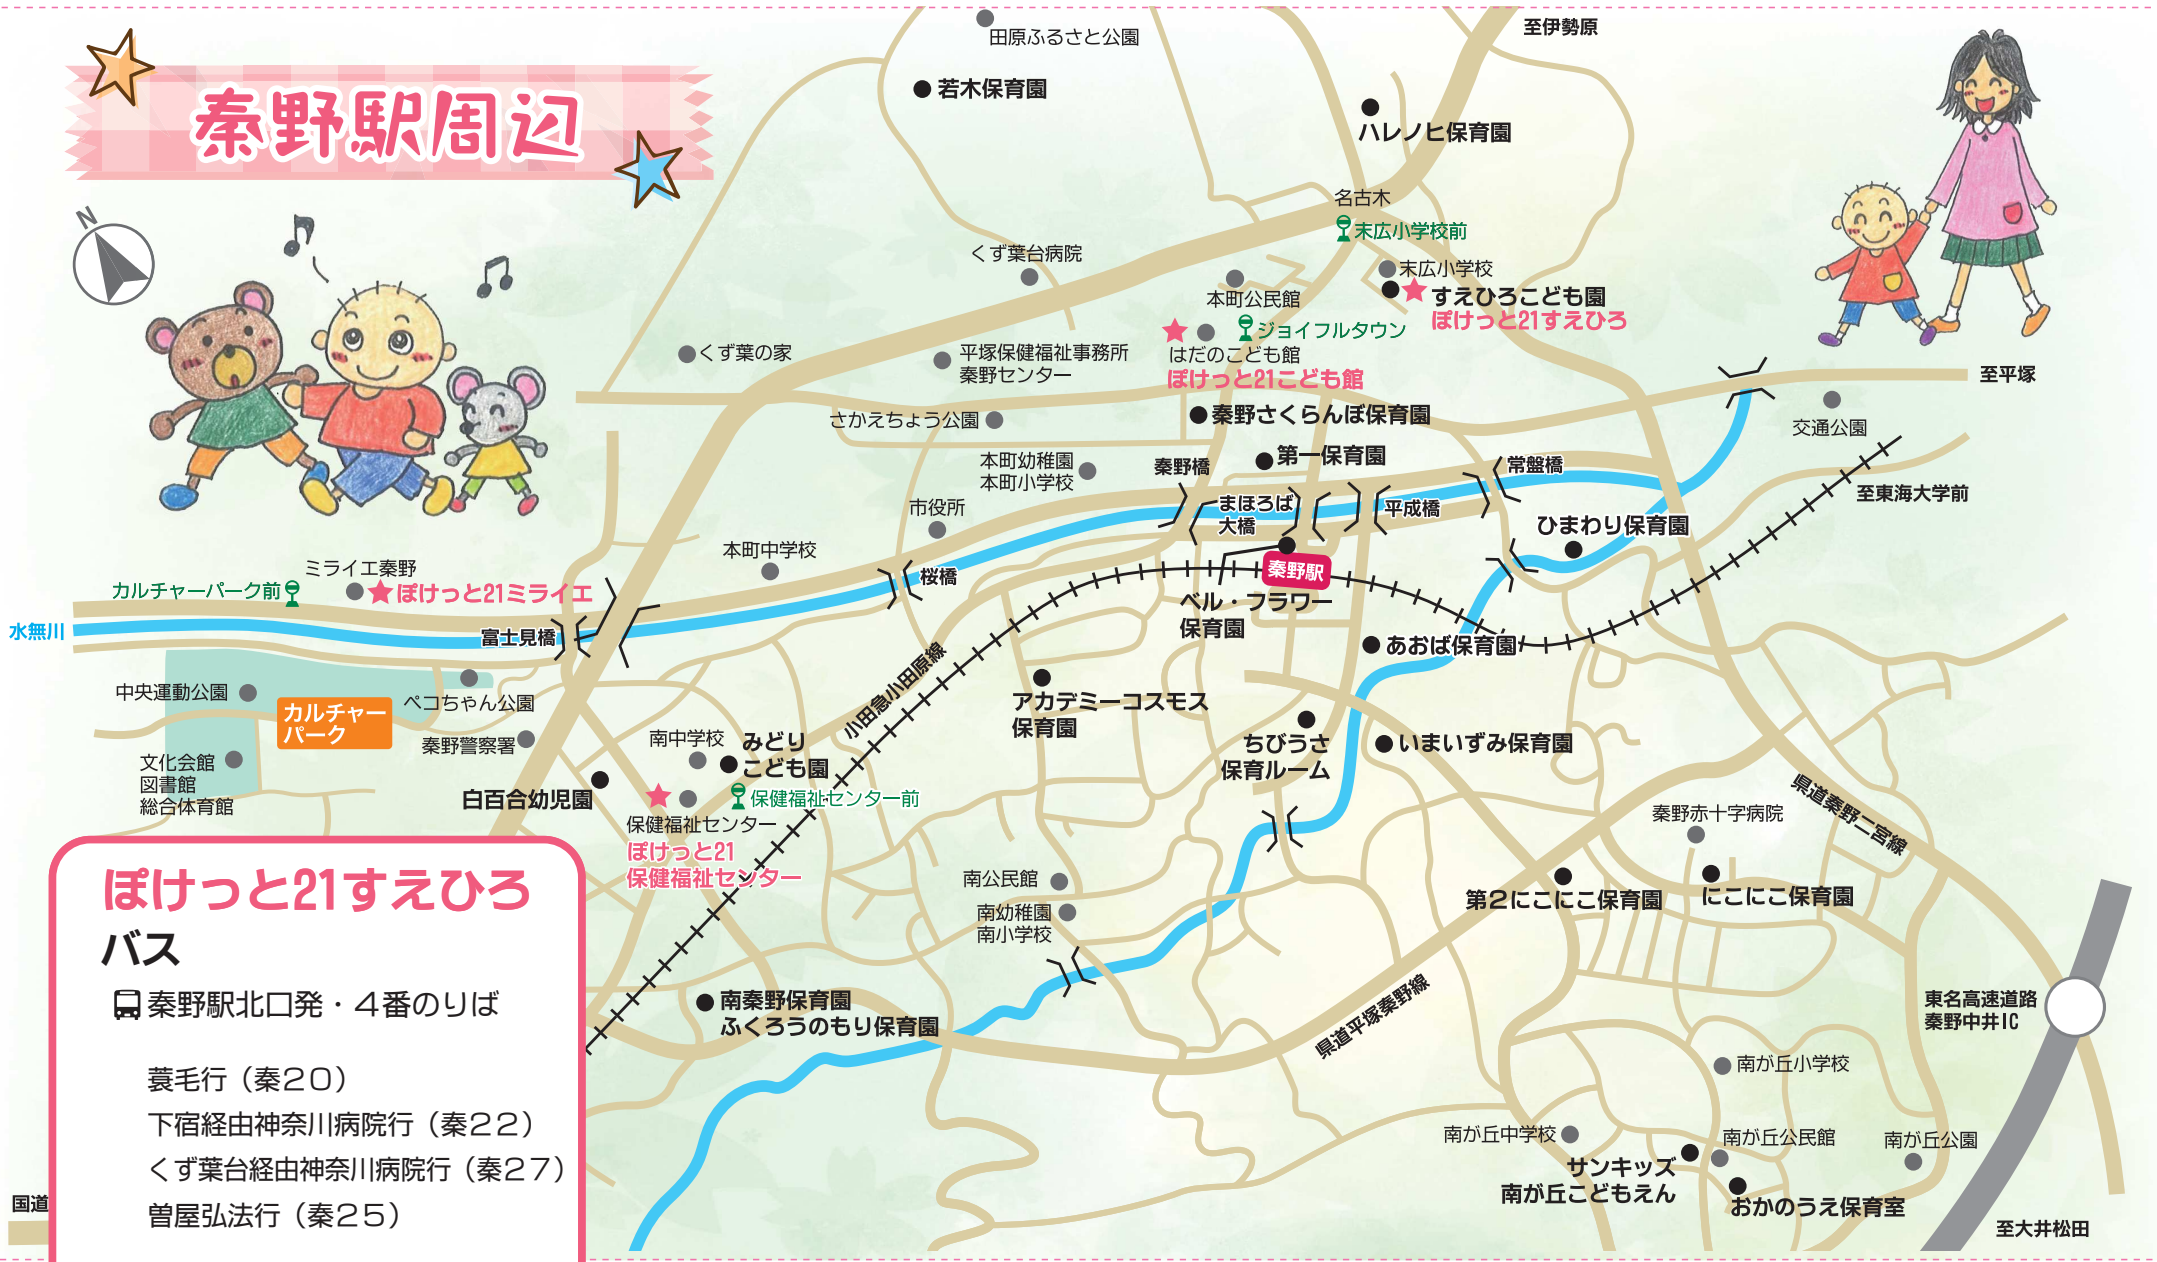 秦野駅周辺
N
田原ふるさと公園
若木保育園
至伊勢原
ハレノヒ保育園
名古木
末広小学校前
末広小学校
すえひろこども園
ぽけっと21すえひろ
くず葉台病院
本町公民館
ジョイフルタウン
はだのこども館
ぽけっと21こども館
くず葉の家
平塚保健福祉事務所
秦野センター
さかえちょう公園
秦野さくらんぼ保育園
至平塚
交通公園
本町幼稚園
本町小学校
秦野橋
第一保育園
常盤橋
まほろば
大橋
平成橋
至東海大学前
市役所
ひまわり保育園
本町中学校
桜橋
秦野駅
ミライエ秦野
カルチャーパーク前
ぽけっと21ミライエ
ベル・フラワー
保育園
水無川
富士見橋
あおば保育園
小田急小田原線
中央運動公園
カルチャー
パーク
ペコちゃん公園
秦野警察署
文化会館
図書館
総合体育館
アカデミーコスモス
保育園
ちびうさ
保育ルーム
いまいずみ保育園
南中学校
みどり
こども園
白百合幼児園
保健福祉センター前
保健福祉センター
ぽけっと21
保健福祉センター
県道秦野二宮線
秦野赤十字病院
第2にこにこ保育園
にこにこ保育園
南公民館
南幼稚園
南小学校
南秦野保育園
ふくろうのもり保育園
県道平塚秦野線
東名高速道路
秦野中井IC
南が丘小学校
南が丘中学校
南が丘公民館
南が丘公園
サンキッズ
南が丘こどもえん
おかのうえ保育室
至大井松田
国道
ぽけっと21すえひろ
バス
秦野駅北口発・４番のりば
蓑毛行（秦２０）
下宿経由神奈川病院行（秦２２）
くず葉台経由神奈川病院行（秦２７）
曽屋弘法行（秦２５）